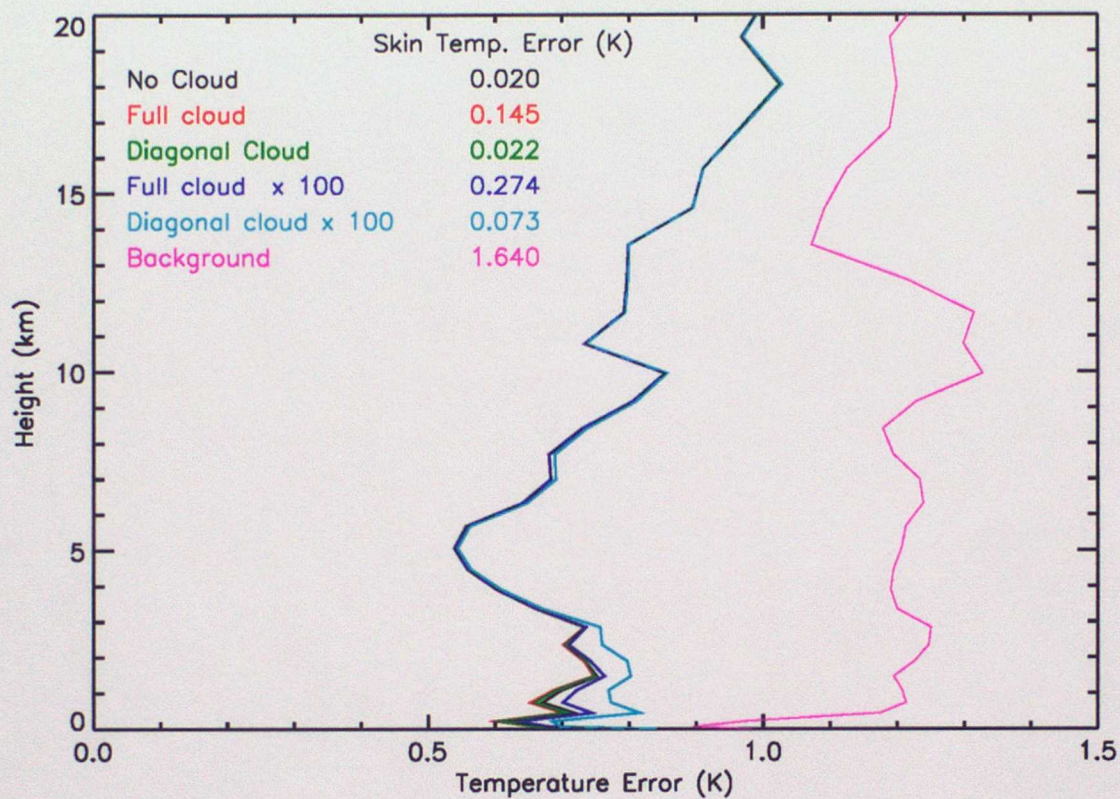 Skin Temp. Error (K)
No Cloud 0.020
Full cloud 0.145
Diagonal Cloud 0.022
Full cloud x 100 0.274
Diagonal cloud x 100 0.073
Background 1.640
20
15
10
5
0
Height (km)
0.0 0.5 1.0 1.5
Temperature Error (K)